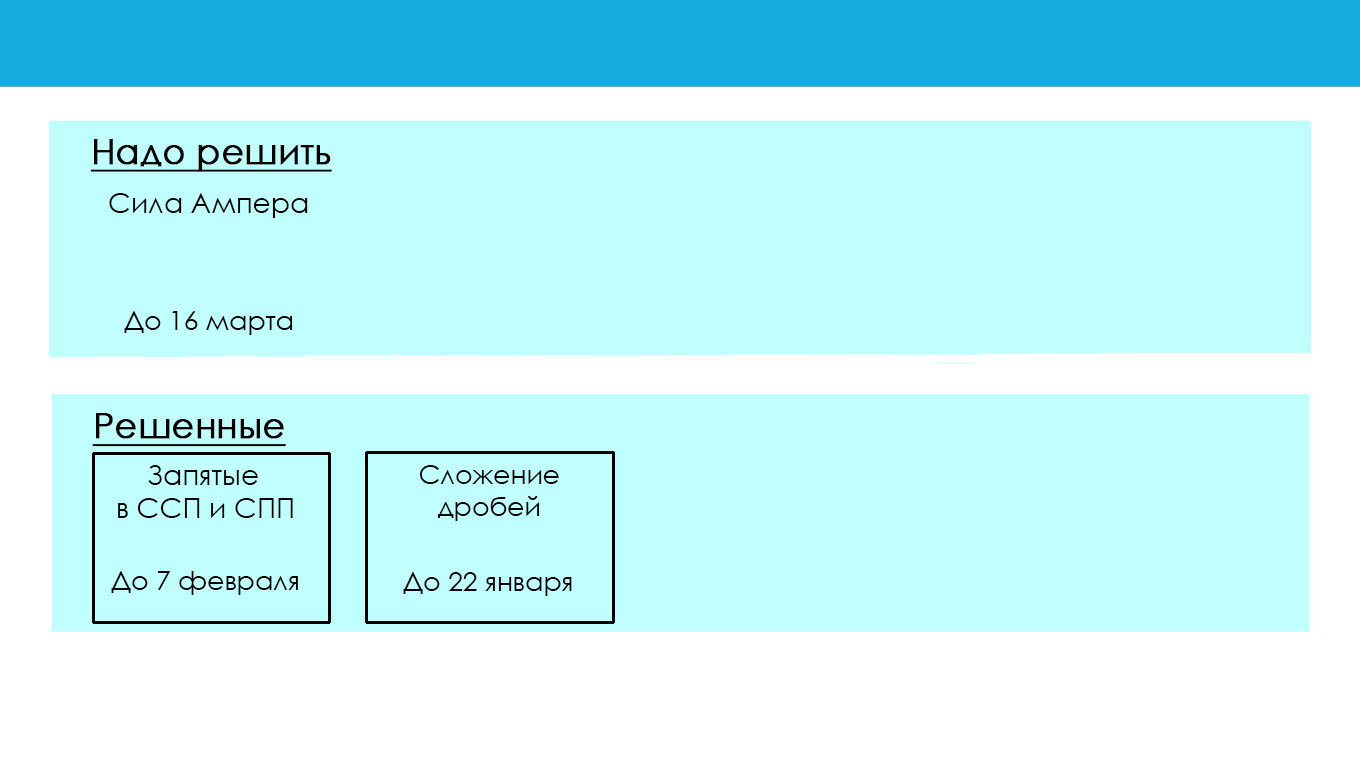 Надо решить
Сила Ампера
До 16 марта
Решенные
Запятые
в ССП и СПП
До 7 февраля
Сложение
дробей
До 22 января